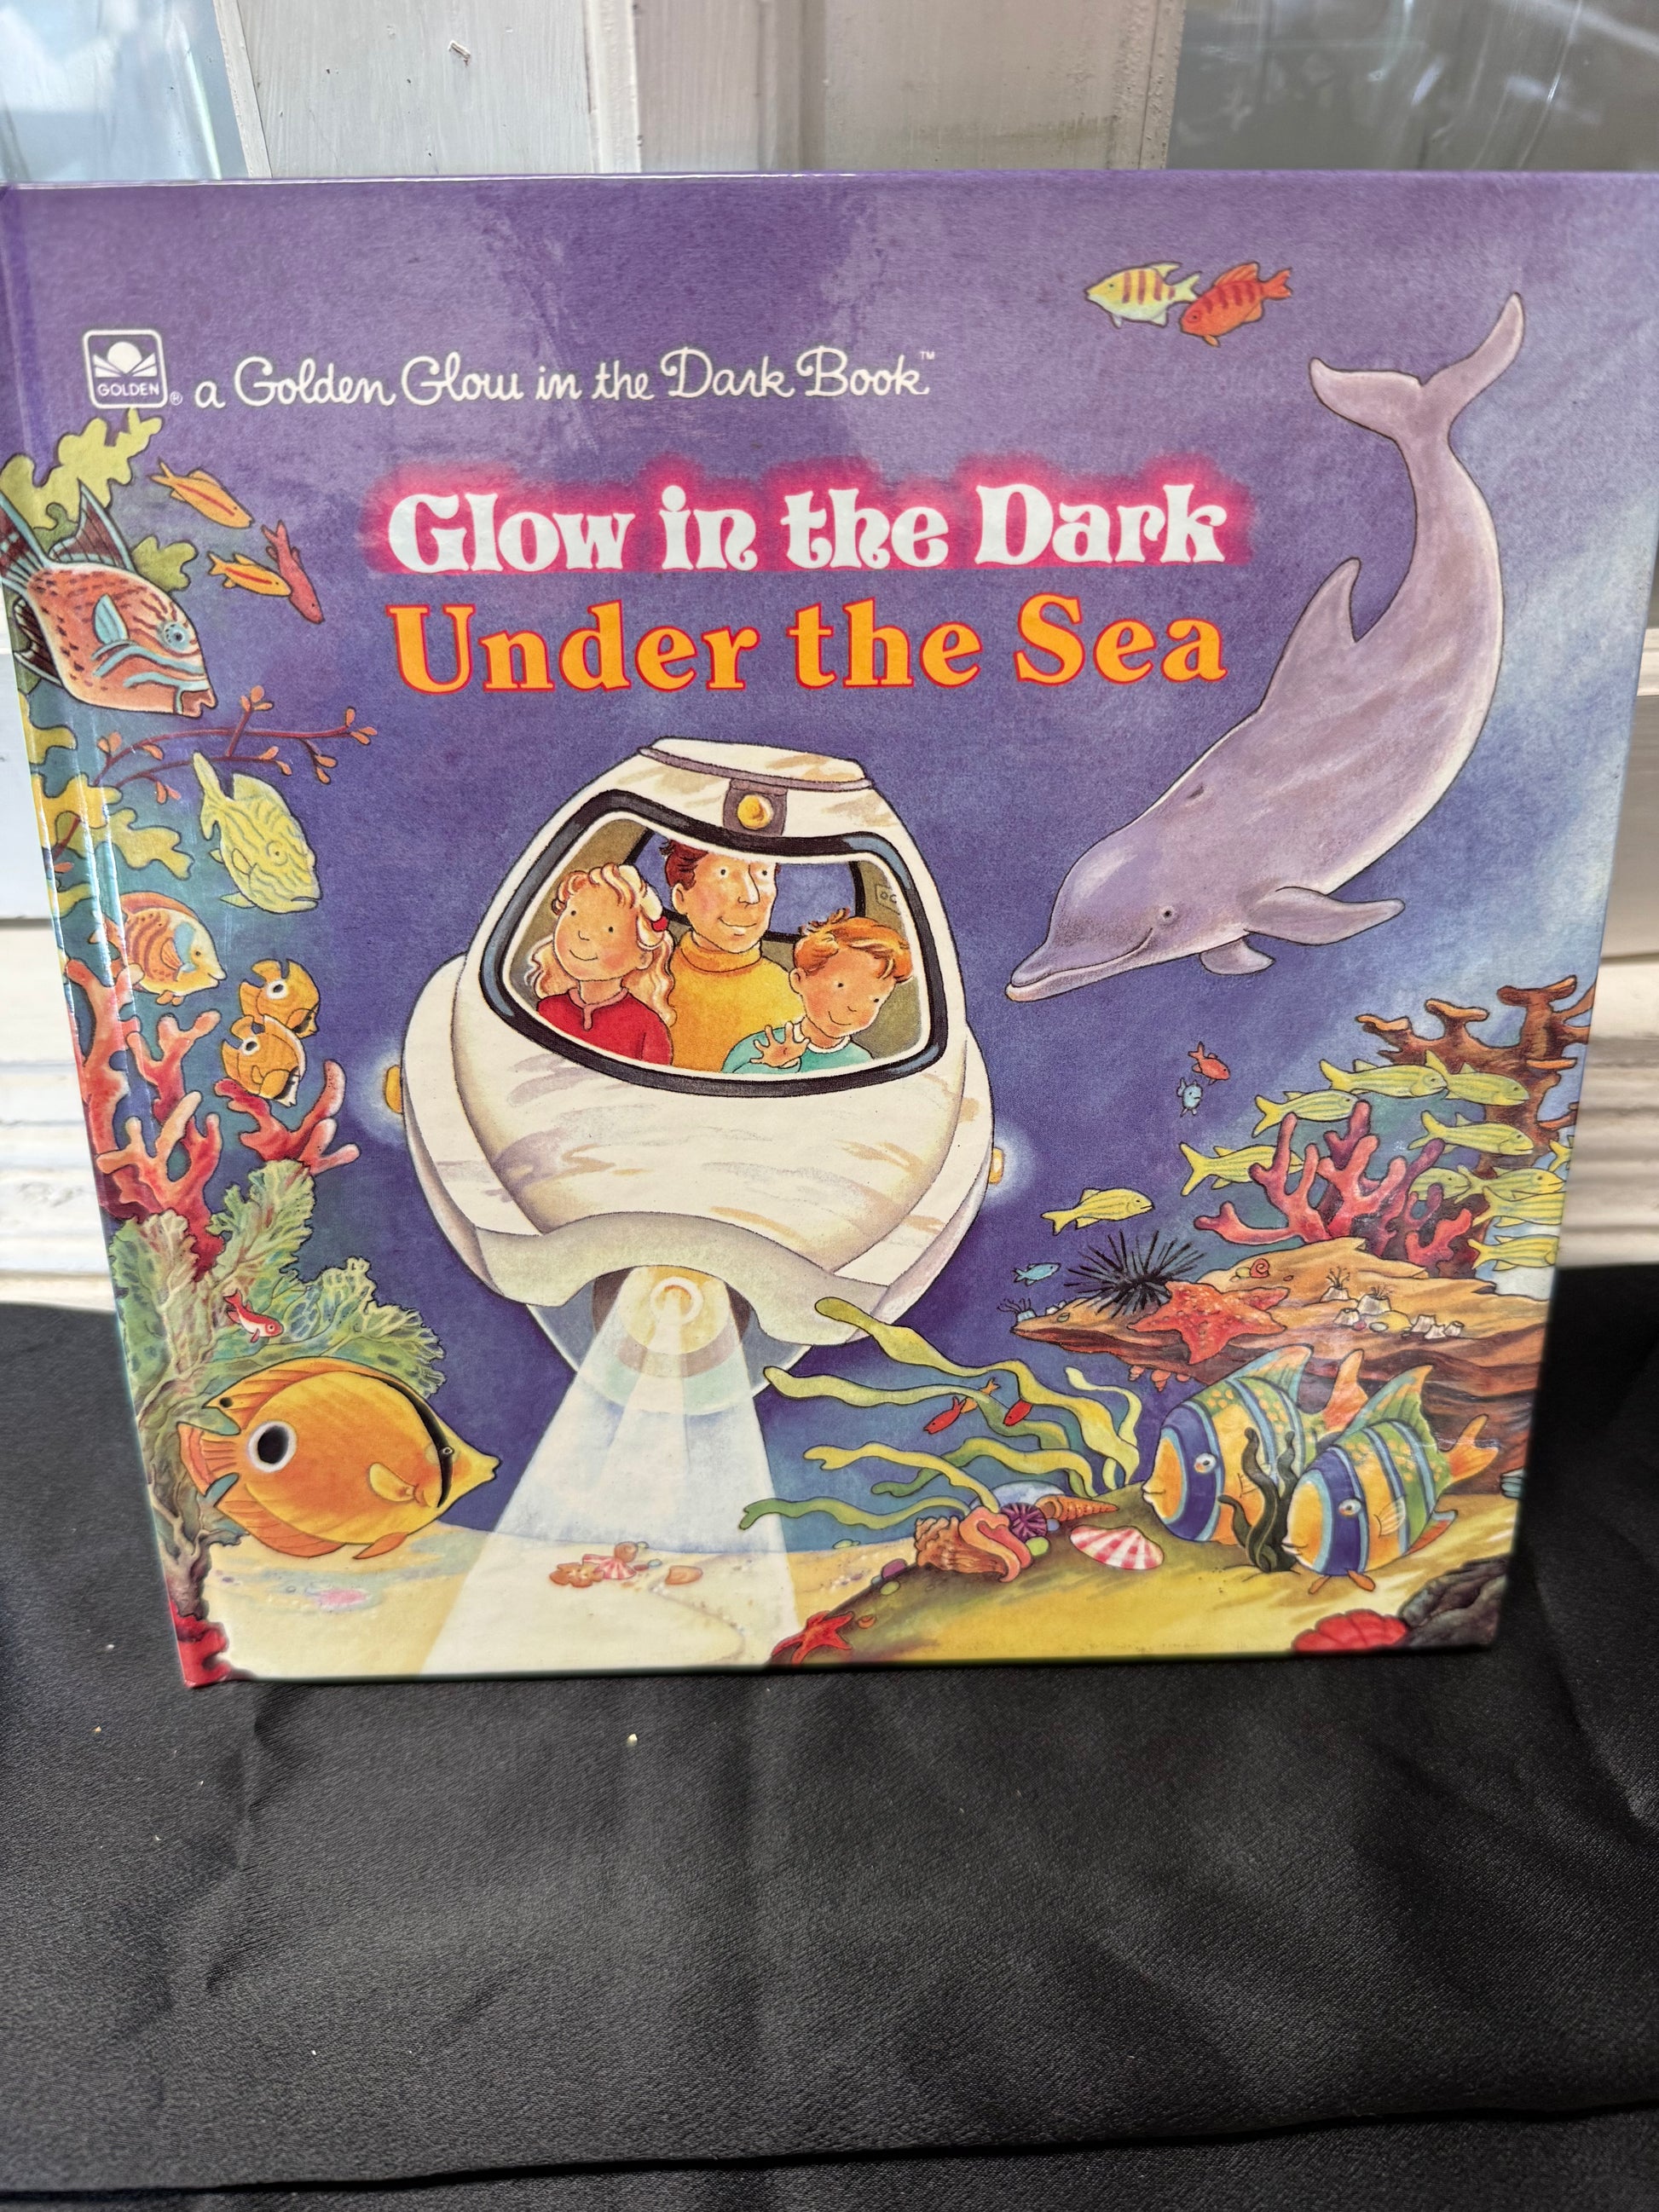 GOLDEN ® a Golden Glow in the Dark Book™
Glow in the Dark
Under the Sea